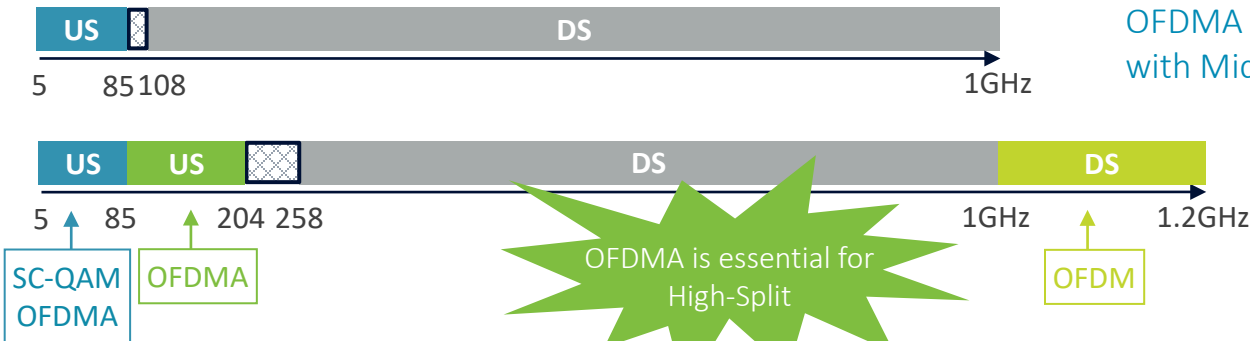 US DS
5 85 108 1GHz
OFDMA
with
US US DS DS
5 85 204 258 1GHz 1.2GHz
SC-QAM
OFDMA
OFDMA
OFDMA is essential for
High-Split
OFDM